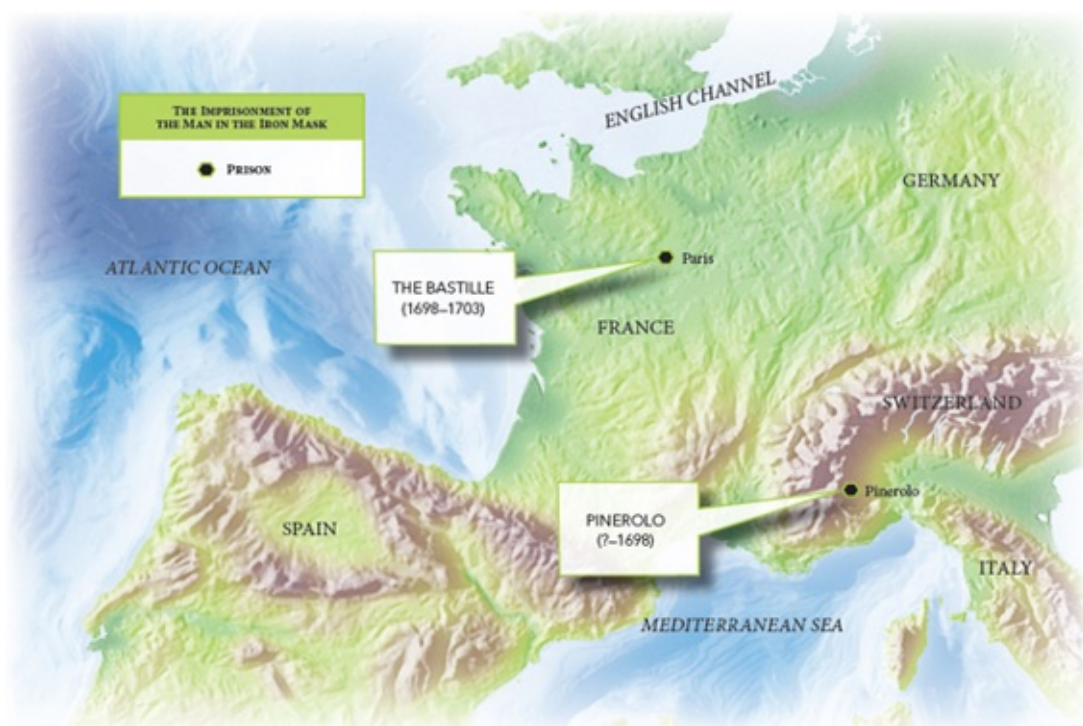 THE IMPRISONMENT OF
THE MAN IN THE IRON MASK
PRISON
ENGLISH CHANNEL
GERMANY
ATLANTIC OCEAN
Paris
THE BASTILLE
(1698–1703)
FRANCE
SWITZERLAND
Pinerolo
PINEROLO
(?–1698)
SPAIN
ITALY
MEDITERRANEAN SEA